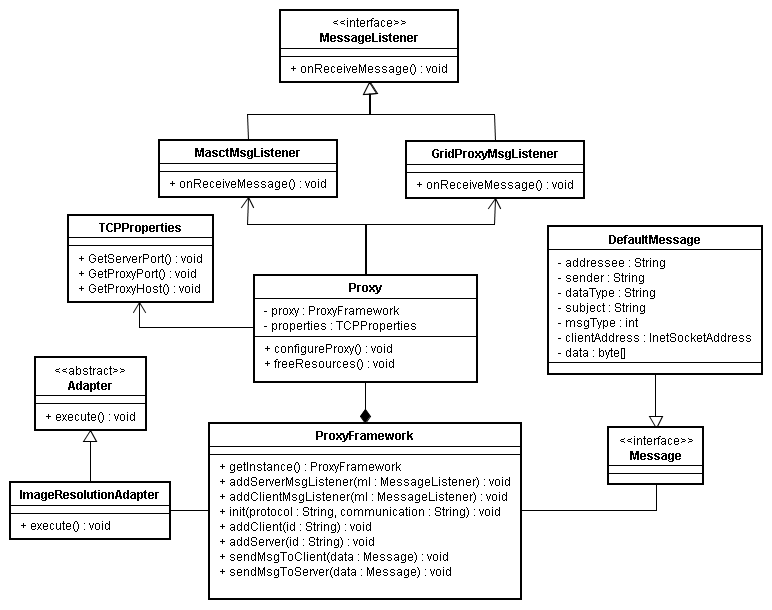 <<interface>>
MessageListener
+ onReceiveMessage() : void
MasctMsgListener
+ onReceiveMessage() : void
GridProxyMsgListener
+ onReceiveMessage() : void
TCPProperties
+ GetServerPort() : void
+ GetProxyPort() : void
+ GetProxyHost() : void
DefaultMessage
- addressee : String
- sender : String
- dataType : String
- subject : String
- msgType : int
- clientAddress : InetSocketAddress
- data : byte[]
Proxy
- proxy : ProxyFramework
- properties : TCPProperties
+ configureProxy() : void
+ freeResources() : void
<<abstract>>
Adapter
+ execute() : void
ProxyFramework
+ getInstance() : ProxyFramework
+ addServerMsgListener(ml : MessageListener) : void
+ addClientMsgListener(ml : MessageListener) : void
+ init(protocol : String, communication : String) : void
+ addClient(id : String) : void
+ addServer(id : String) : void
+ sendMsgToClient(data : Message) : void
+ sendMsgToServer(data : Message) : void
<<interface>>
Message
ImageResolutionAdapter
+ execute() : void